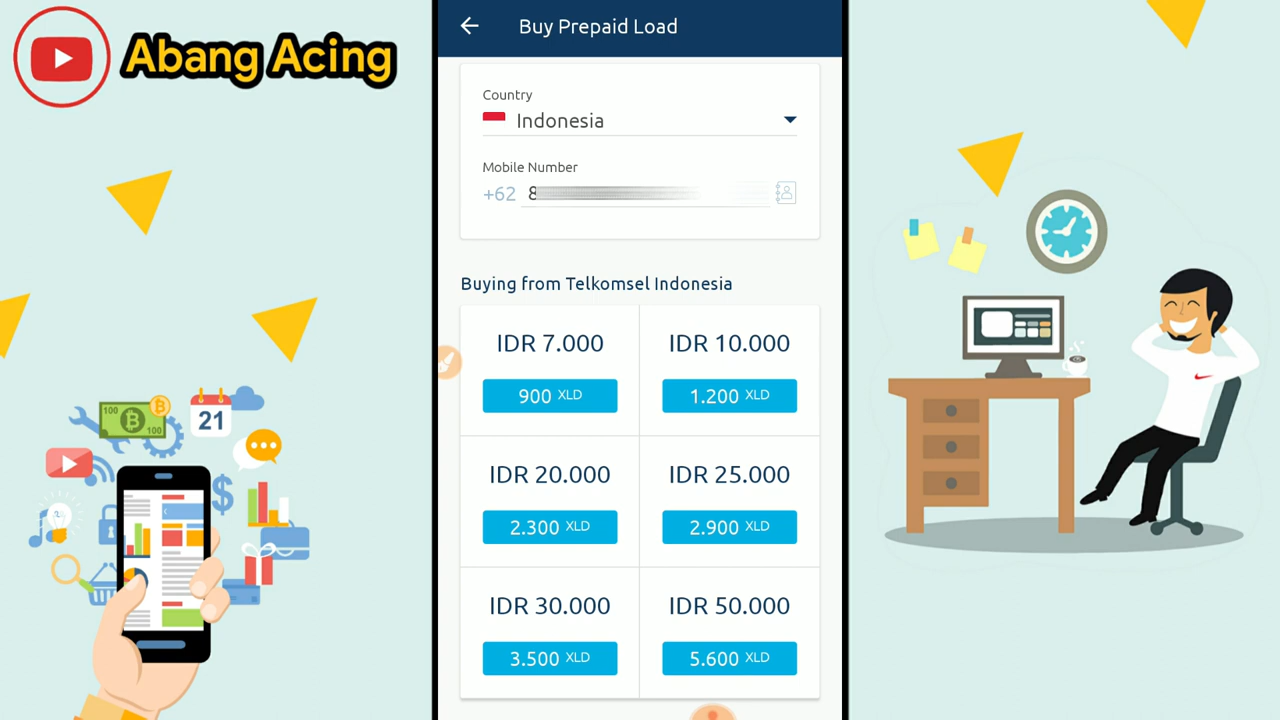 Abang Acing
Buy Prepaid Load
Country
Indonesia
Mobile Number
+62 8
Buying from Telkomsel Indonesia
IDR 7.000
900 XLD
IDR 10.000
1.200 XLD
IDR 20.000
2.300 XLD
IDR 25.000
2.900 XLD
IDR 30.000
3.500 XLD
IDR 50.000
5.600 XLD
100
100
21